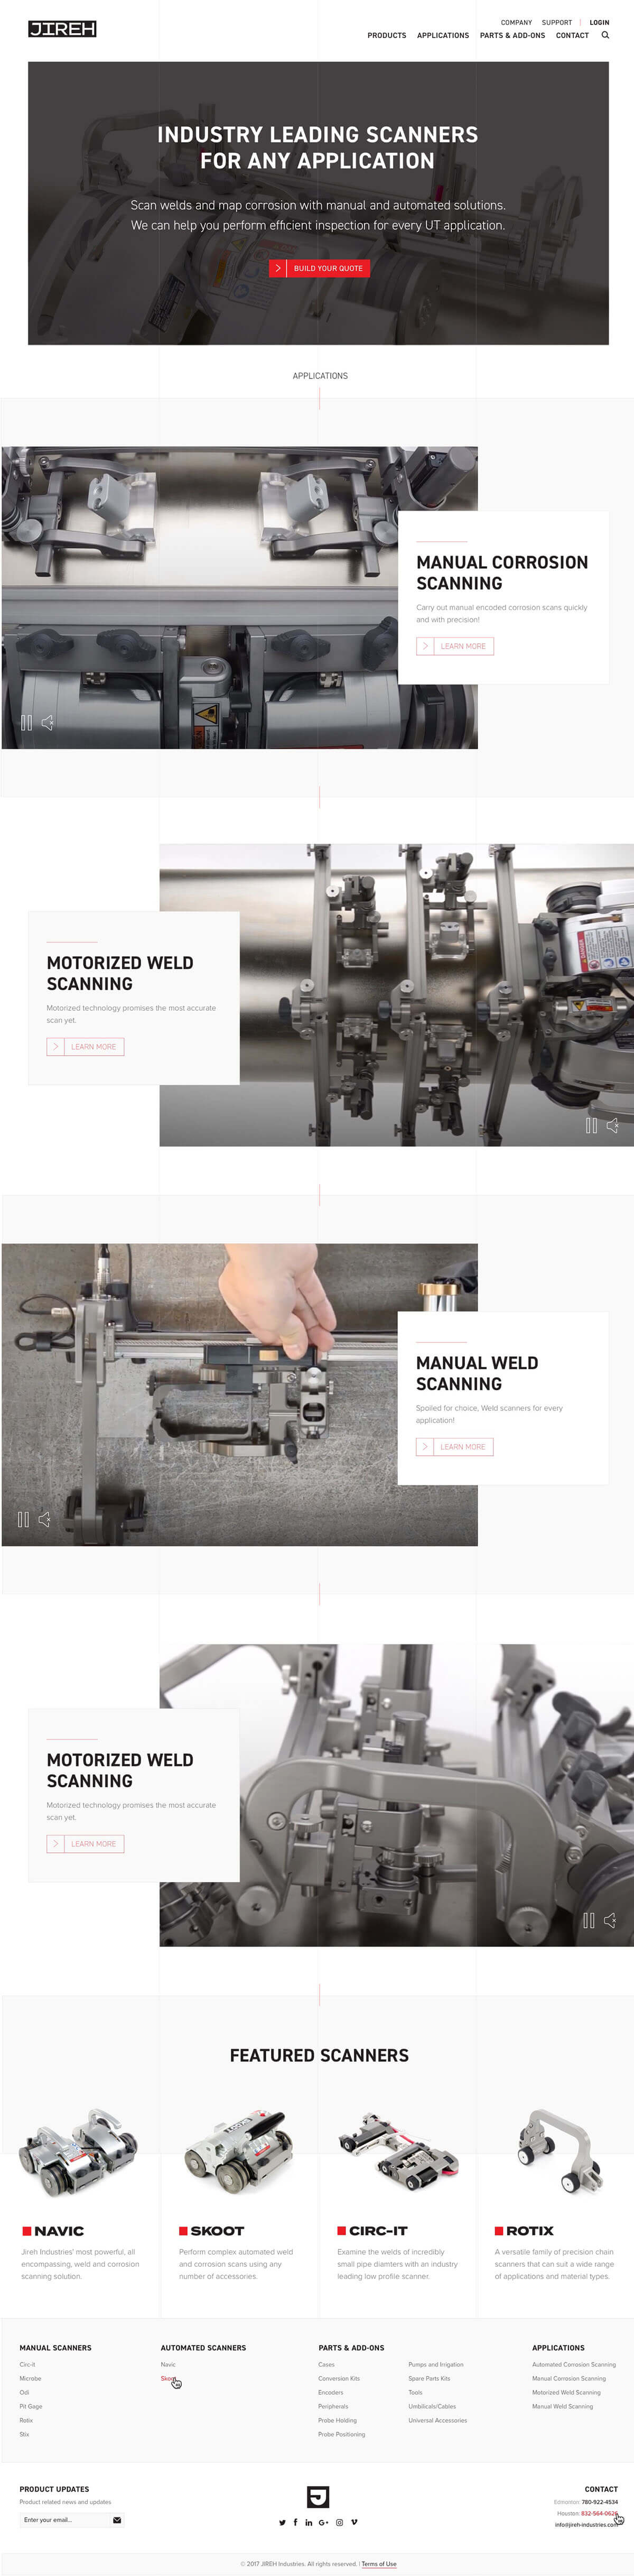 JIREH
COMPANY SUPPORT | LOGIN
PRODUCTS APPLICATIONS PARTS & ADD-ONS CONTACT
INDUSTRY LEADING SCANNERS
FOR ANY APPLICATION
Scan welds and map corrosion with manual and automated solutions.
We can help you perform efficient inspection for every UT application.
BUILD YOUR QUOTE
APPLICATIONS
MANUAL CORROSION
SCANNING
Carry out manual encoded corrosion scans quickly
and with precision!
LEARN MORE
MOTORIZED WELD
SCANNING
Motorized technology promises the most accurate
scan yet.
LEARN MORE
DANGER
MANUAL WELD
SCANNING
Spoiled for choice, Weld scanners for every
application!
LEARN MORE
MOTORIZED WELD
SCANNING
Motorized technology promises the most accurate
scan yet.
LEARN MORE
FEATURED SCANNERS
NAVIC
Jireh Industries' most powerful, all
encompassing, weld and corrosion
scanning solution.
SKOOT
Perform complex automated weld
and corrosion scans using any
number of accessories.
CIRC-IT
Examine the welds of incredibly
small pipe diamters with an industry
leading low profile scanner.
ROTIX
A versatile family of precision chain
scanners that can suit a wide range
of applications and material types.
MANUAL SCANNERS
Circ-it
Microbe
Odi
Pit Gage
Rotix
Stix
AUTOMATED SCANNERS
Navic
Skoot
PARTS & ADD-ONS
Cases
Conversion Kits
Encoders
Peripherals
Probe Holding
Probe Positioning
Pumps and Irrigation
Spare Parts Kits
Tools
Umbilicals/Cables
Universal Accessories
APPLICATIONS
Automated Corrosion Scanning
Manual Corrosion Scanning
Motorized Weld Scanning
Manual Weld Scanning
PRODUCT UPDATES
Product related news and updates.
Enter your email...
CONTACT
Edmonton: 780-922-4534
Houston: 832-564-0626
info@jireh-industries.com
© 2017 JIREH Industries. All rights reserved. | Terms of Use